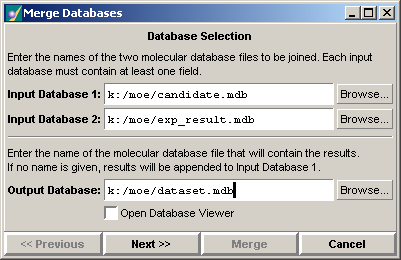 Merge Databases
Database Selection
Enter the names of the two molecular database files to be joined. Each input
database must contain at least one field.
Input Database 1: k:/moe/candidate.mdb Browse...
Input Database 2: k:/moe/exp_result.mdb Browse...
Enter the name of the molecular database file that will contain the results.
If no name is given, results will be appended to Input Database 1.
Output Database: k:/moe/dataset.mdb Browse...
Open Database Viewer
<< Previous Next >> Merge Cancel